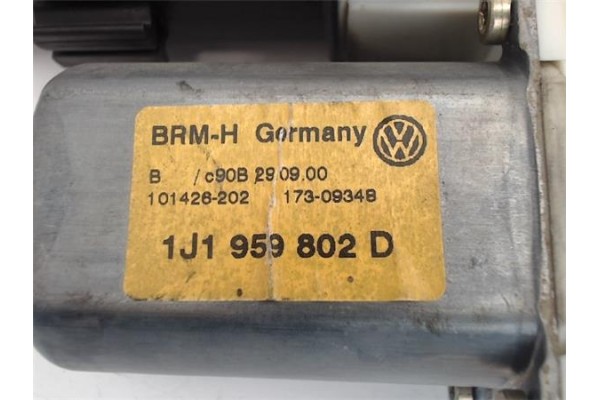 BRM-H Germany
B /c90B 29.09.00
101426-202 173-09348
1J1 959 802 D